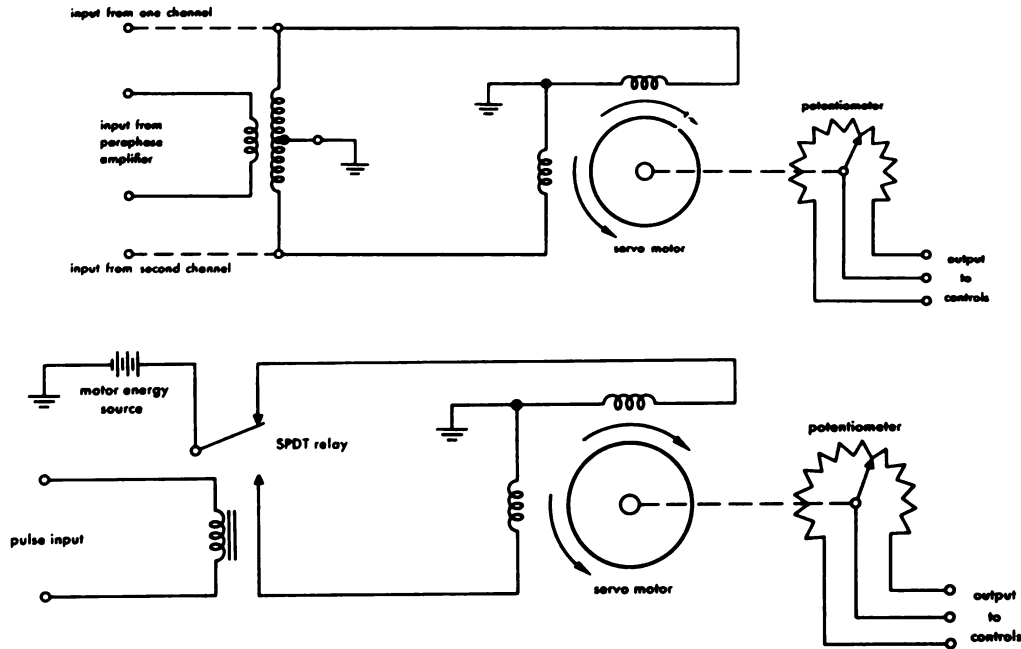 input from one channel
input from
paraphase
amplifier
input from second channel
potentiometer
servo motor
output
to
controls
motor energy
source
SPDT relay
pulse input
potentiometer
servo motor
output
to
controls